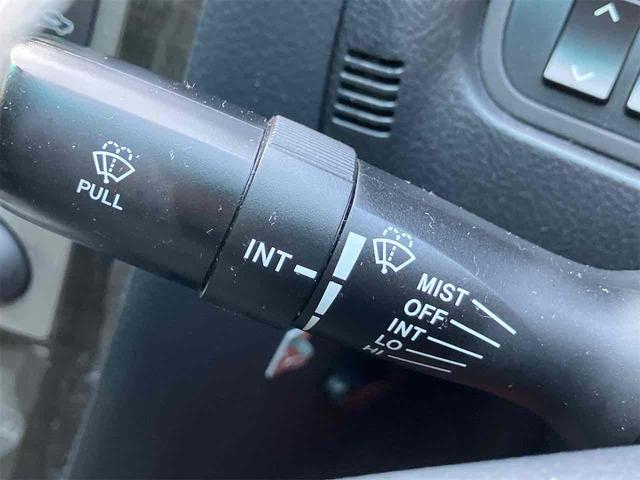 PULL
INT
MIST
OFF
INT
LO
HI